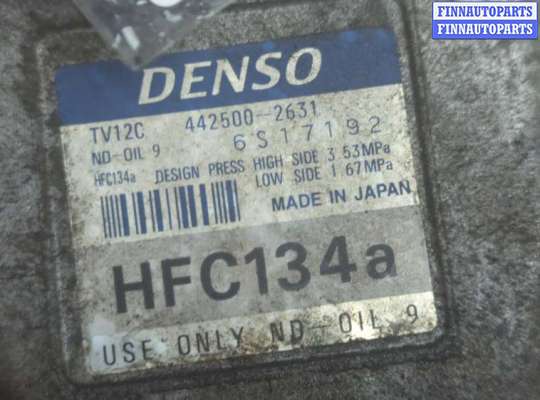 FINNAUTOPARTS
FINNAUTOPARTS
DENSO
TV12C 442500-2631
ND-OIL 9 6S17192
HFC134a DESIGN PRESS HIGH SIDE 3.53MPa
LOW SIDE 1.67MPa
MADE IN JAPAN
HFC134a
USE ONLY ND-OIL 9